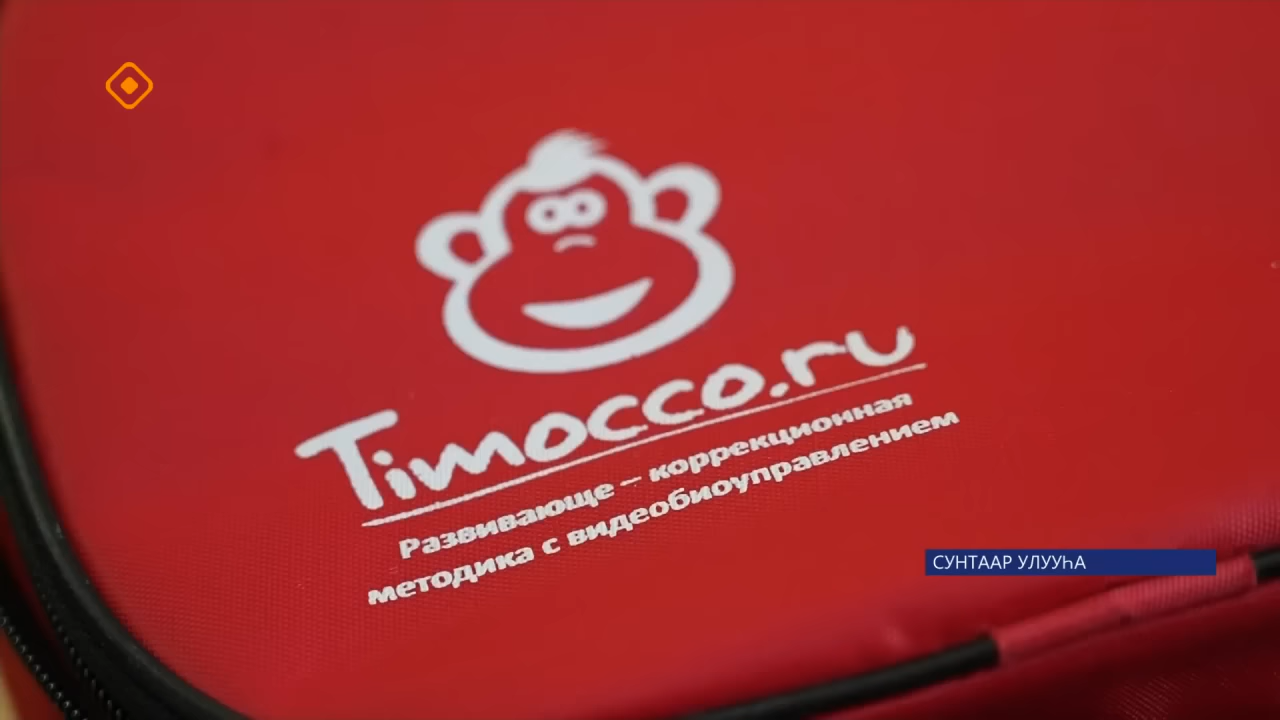 Timocco.ru
Развивающе – коррекционная
методика с видеобиоуправлением
СУНТААР УЛУУҺА